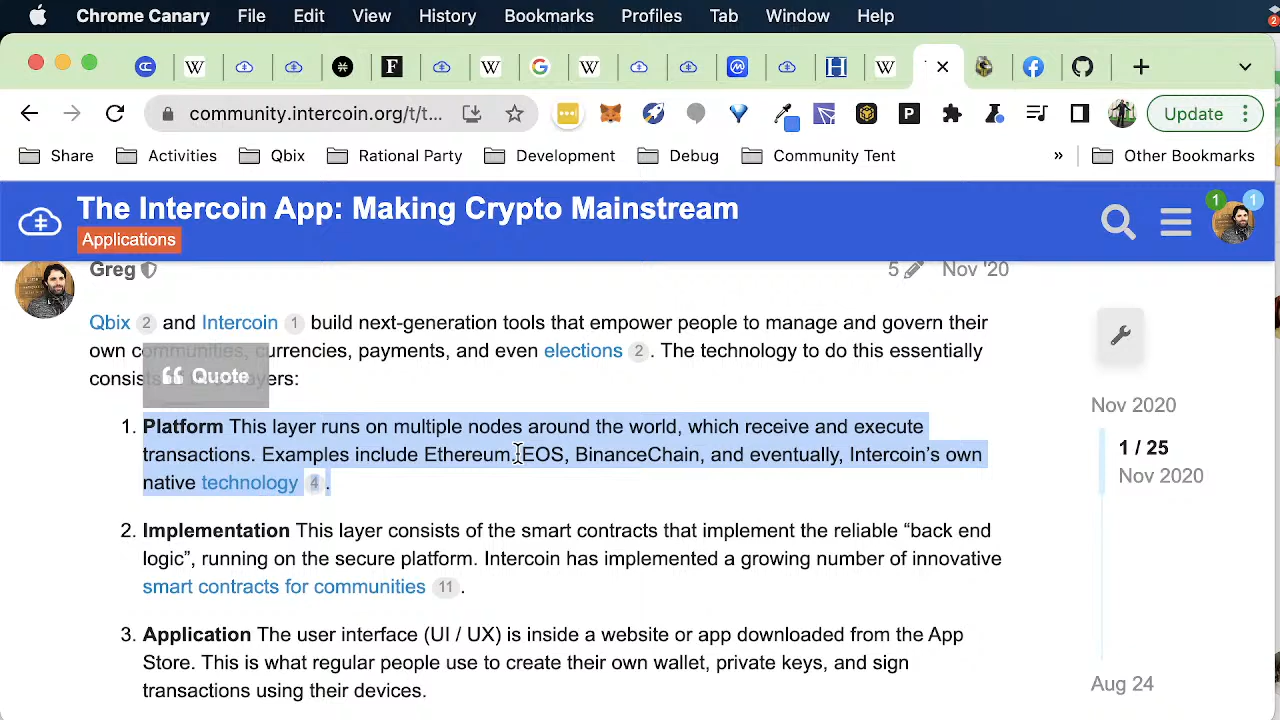 Chrome Canary File Edit View History Bookmarks Profiles Tab Window Help
2
community.intercoin.org/t/t... Update
Share Activities Qbix Rational Party Development Debug Community Tent » Other Bookmarks
The Intercoin App: Making Crypto Mainstream
Applications
1 1
Greg 5 Nov '20
Qbix 2 and Intercoin 1 build next-generation tools that empower people to manage and govern their
own communities, currencies, payments, and even elections 2 . The technology to do this essentially
Quote
1. Platform This layer runs on multiple nodes around the world, which receive and execute
transactions. Examples include Ethereum, EOS, BinanceChain, and eventually, Intercoin's own
native technology 4 .
2. Implementation This layer consists of the smart contracts that implement the reliable “back end
logic”, running on the secure platform. Intercoin has implemented a growing number of innovative
smart contracts for communities 11 .
3. Application The user interface (UI / UX) is inside a website or app downloaded from the App
Store. This is what regular people use to create their own wallet, private keys, and sign
transactions using their devices.
Nov 2020
1 / 25
Nov 2020
Aug 24